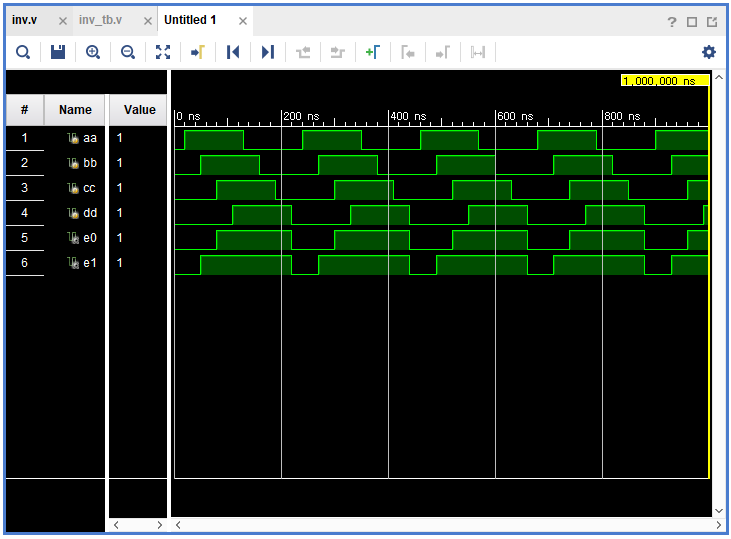 inv.v × inv_tb.v × Untitled 1 ×
? 
1,000,000 ns
# Name Value
0 ns 200 ns 400 ns 600 ns 800 ns
1 aa 1
2 bb 1
3 cc 1
4 dd 1
5 e0 1
6 e1 1